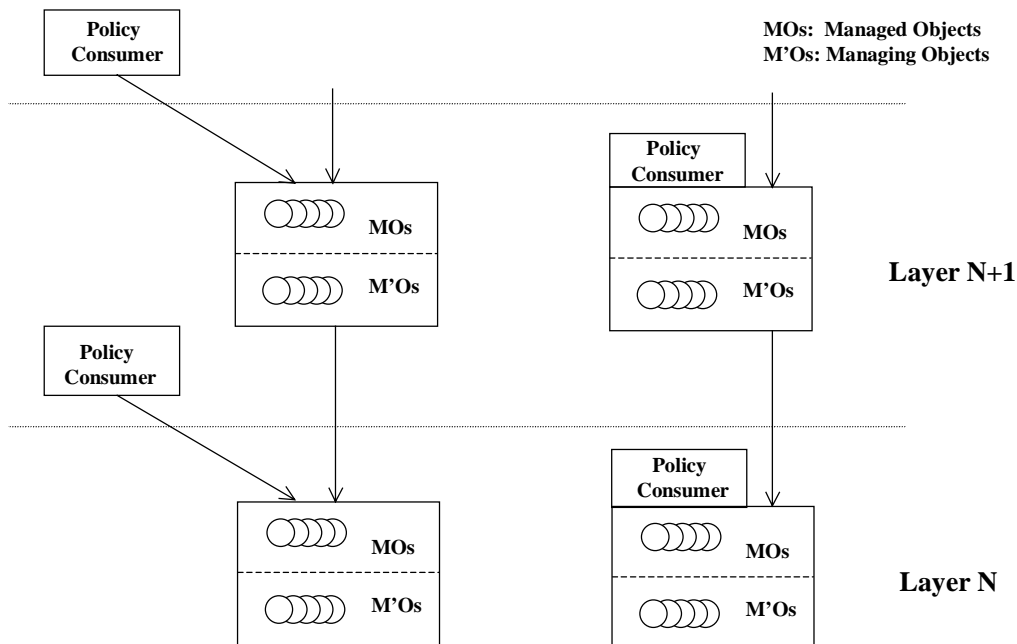 Policy
Consumer
MOs: Managed Objects
M’Os: Managing Objects
Policy
Consumer
MOs
M’Os
MOs
M’Os
Layer N+1
Policy
Consumer
Policy
Consumer
MOs
M’Os
MOs
M’Os
Layer N